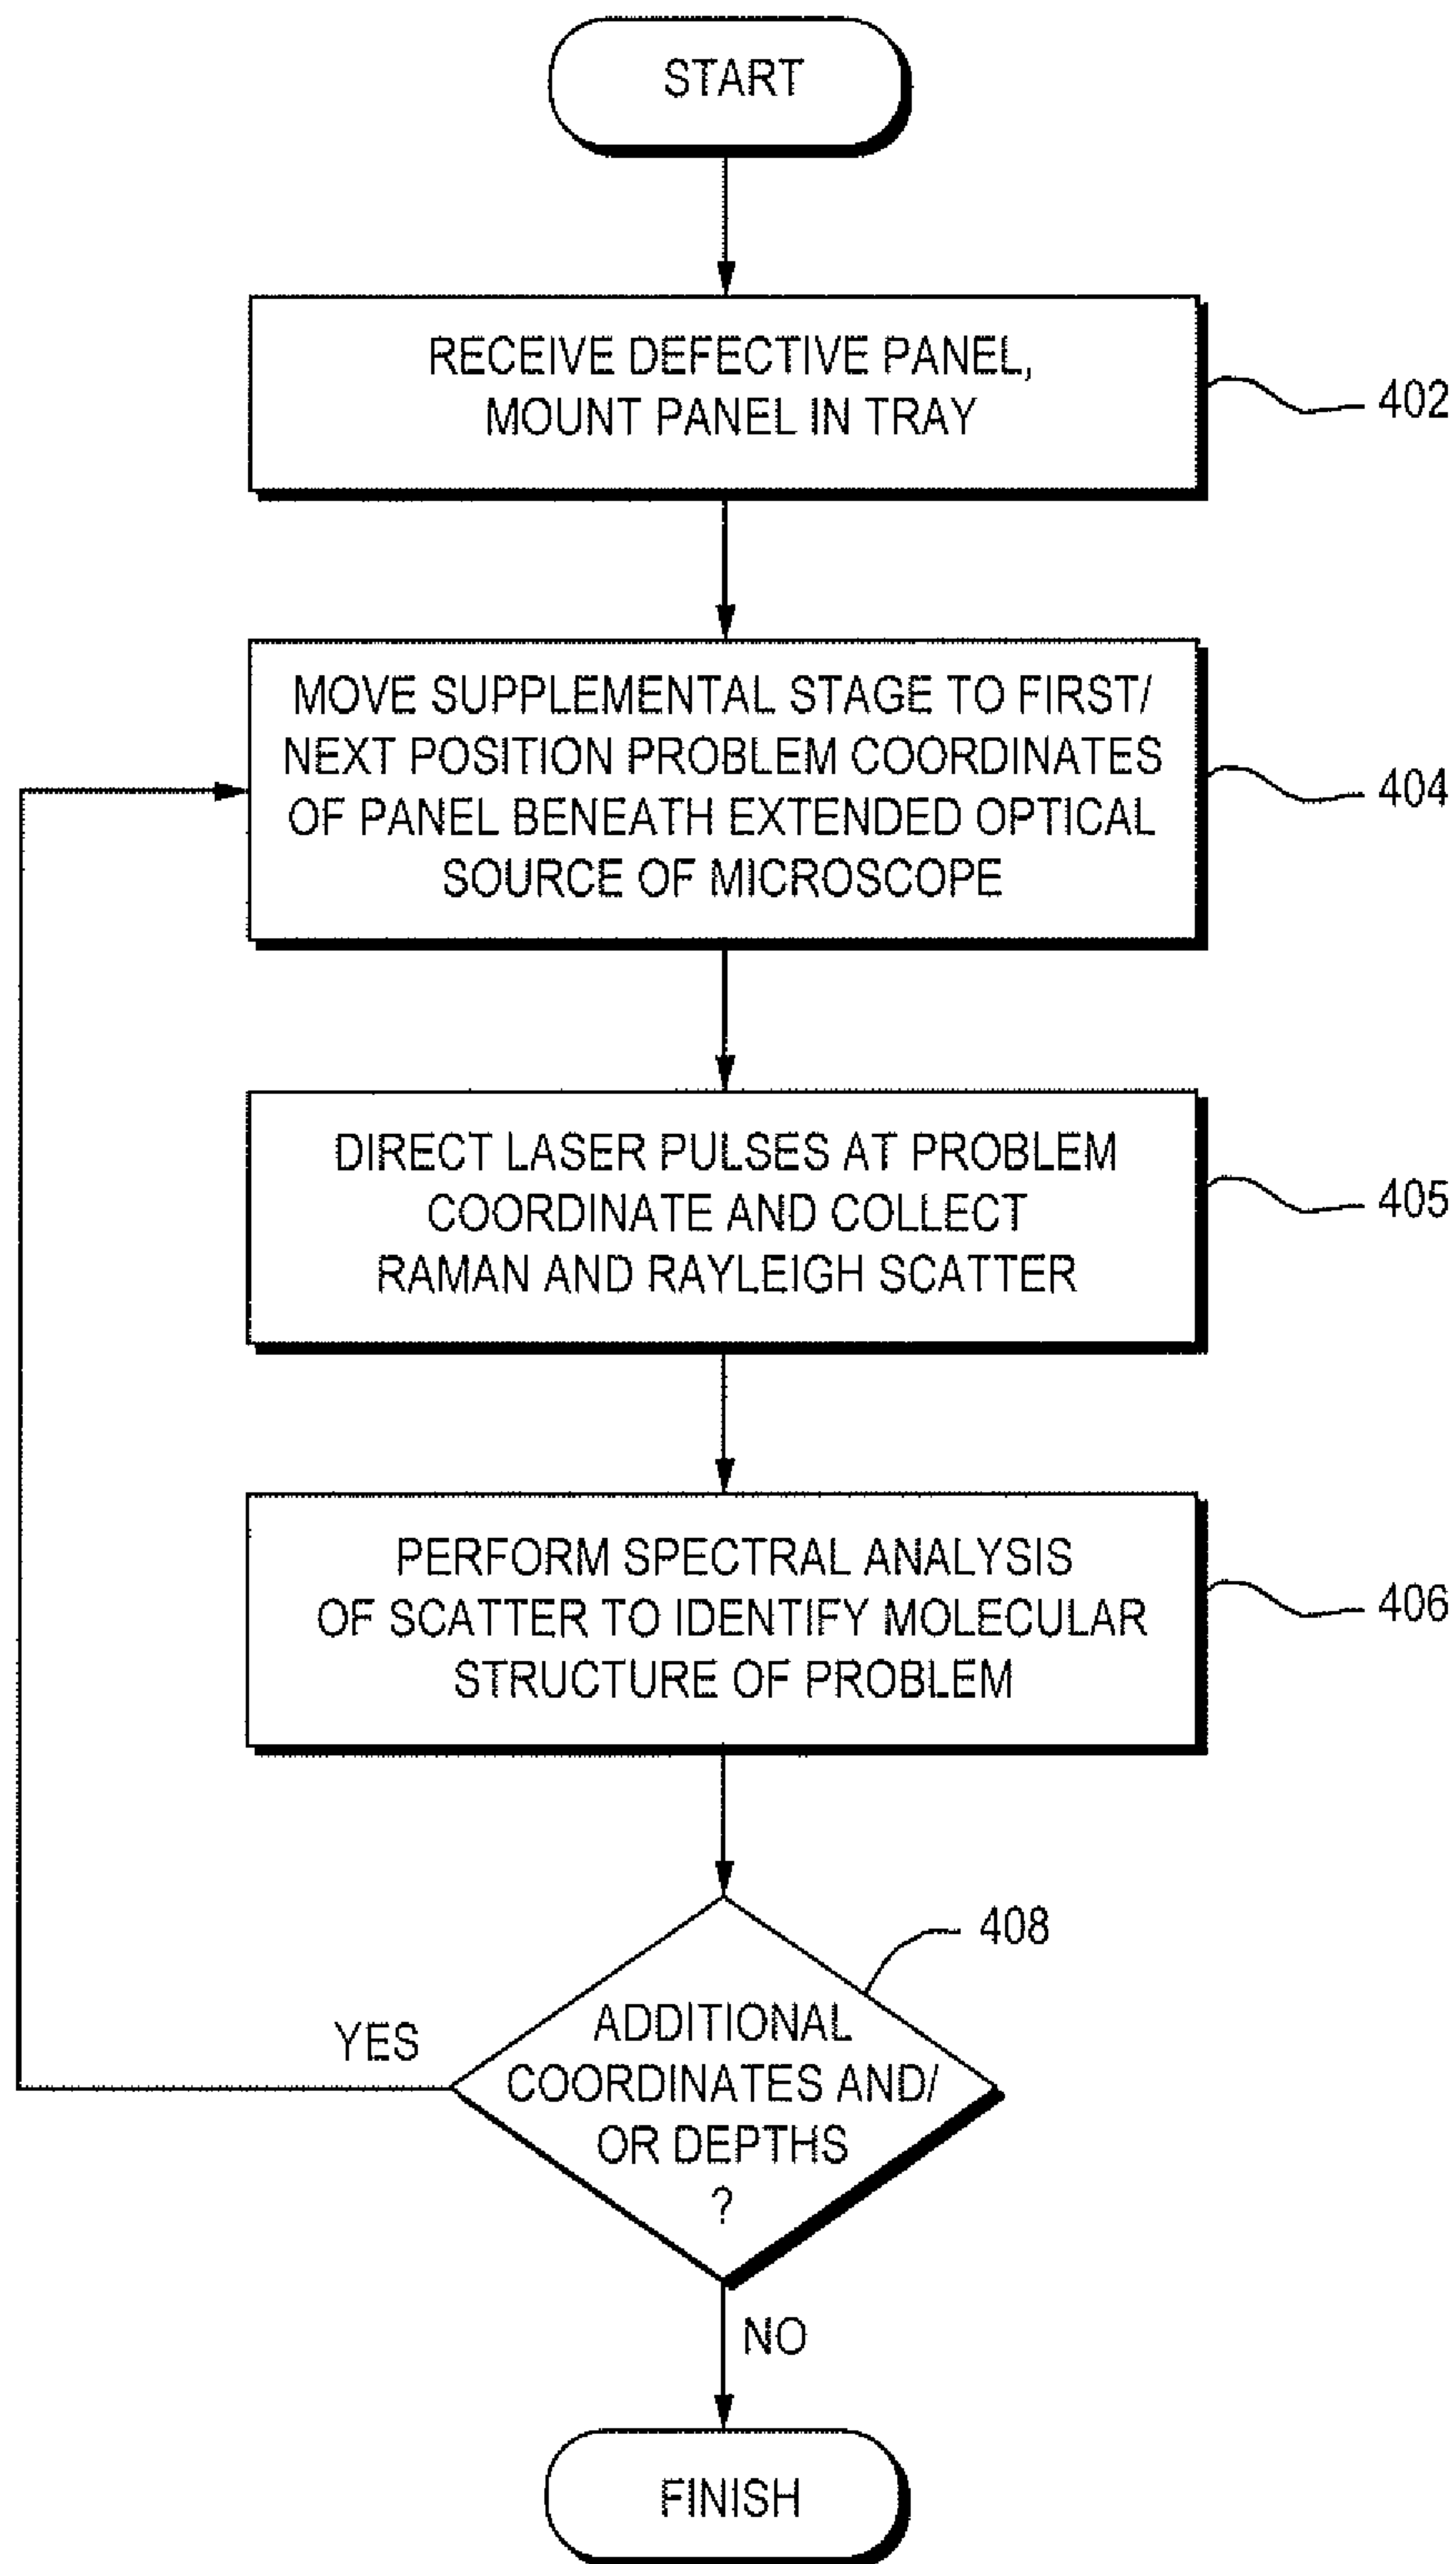 START
RECEIVE DEFECTIVE PANEL,
MOUNT PANEL IN TRAY
402
MOVE SUPPLEMENTAL STAGE TO FIRST/
NEXT POSITION PROBLEM COORDINATES
OF PANEL BENEATH EXTENDED OPTICAL
SOURCE OF MICROSCOPE
404
DIRECT LASER PULSES AT PROBLEM
COORDINATE AND COLLECT
RAMAN AND RAYLEIGH SCATTER
405
PERFORM SPECTRAL ANALYSIS
OF SCATTER TO IDENTIFY MOLECULAR
STRUCTURE OF PROBLEM
406
408
ADDITIONAL
COORDINATES AND/
OR DEPTHS
?
YES
NO
FINISH